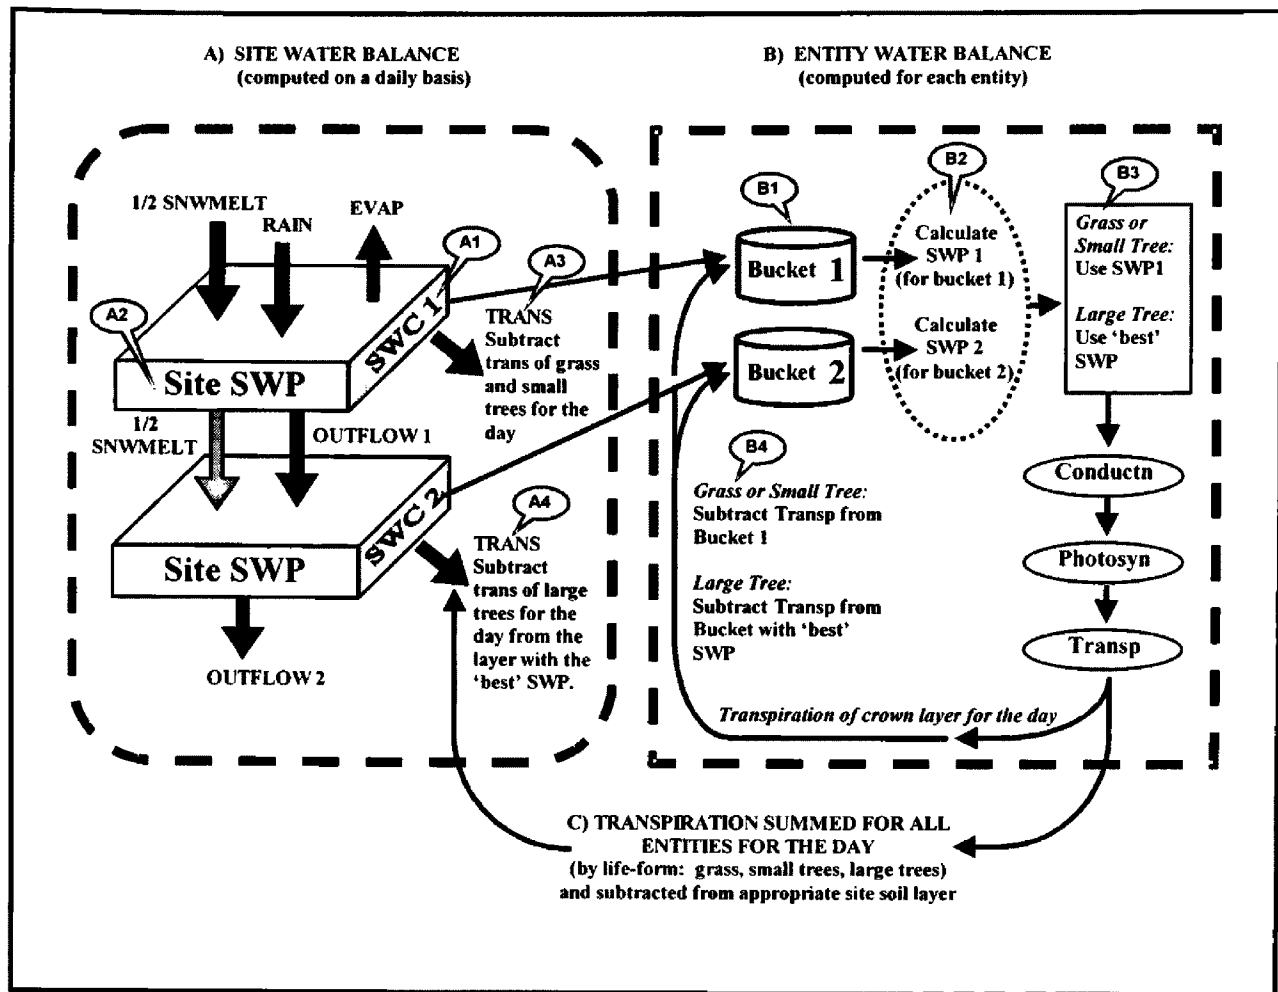 A) SITE WATER BALANCE
(computed on a daily basis)
B) ENTITY WATER BALANCE
(computed for each entity)
1/2 SNWMELT
RAIN
EVAP
A1
A2
A3
SWC 1
Site SWP
TRANS
Subtract
trans of grass
and small
trees for the
day
1/2
SNWMELT
OUTFLOW 1
SWC 2
Site SWP
A4
TRANS
Subtract
trans of large
trees for the
day from the
layer with the
'best' SWP.
OUTFLOW 2
B1
Bucket 1
Bucket 2
B2
Calculate
SWP 1
(for bucket 1)
Calculate
SWP 2
(for bucket 2)
B3
Grass or
Small Tree:
Use SWP1
Large Tree:
Use 'best'
SWP
B4
Grass or Small Tree:
Subtract Transp from
Bucket 1
Large Tree:
Subtract Transp from
Bucket with 'best'
SWP
Conductn
Photosyn
Transp
Transpiration of crown layer for the day
C) TRANSPIRATION SUMMED FOR ALL
ENTITIES FOR THE DAY
(by life-form: grass, small trees, large trees)
and subtracted from appropriate site soil layer